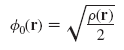 ϕ₀(r) = √(ρ(r)/2)